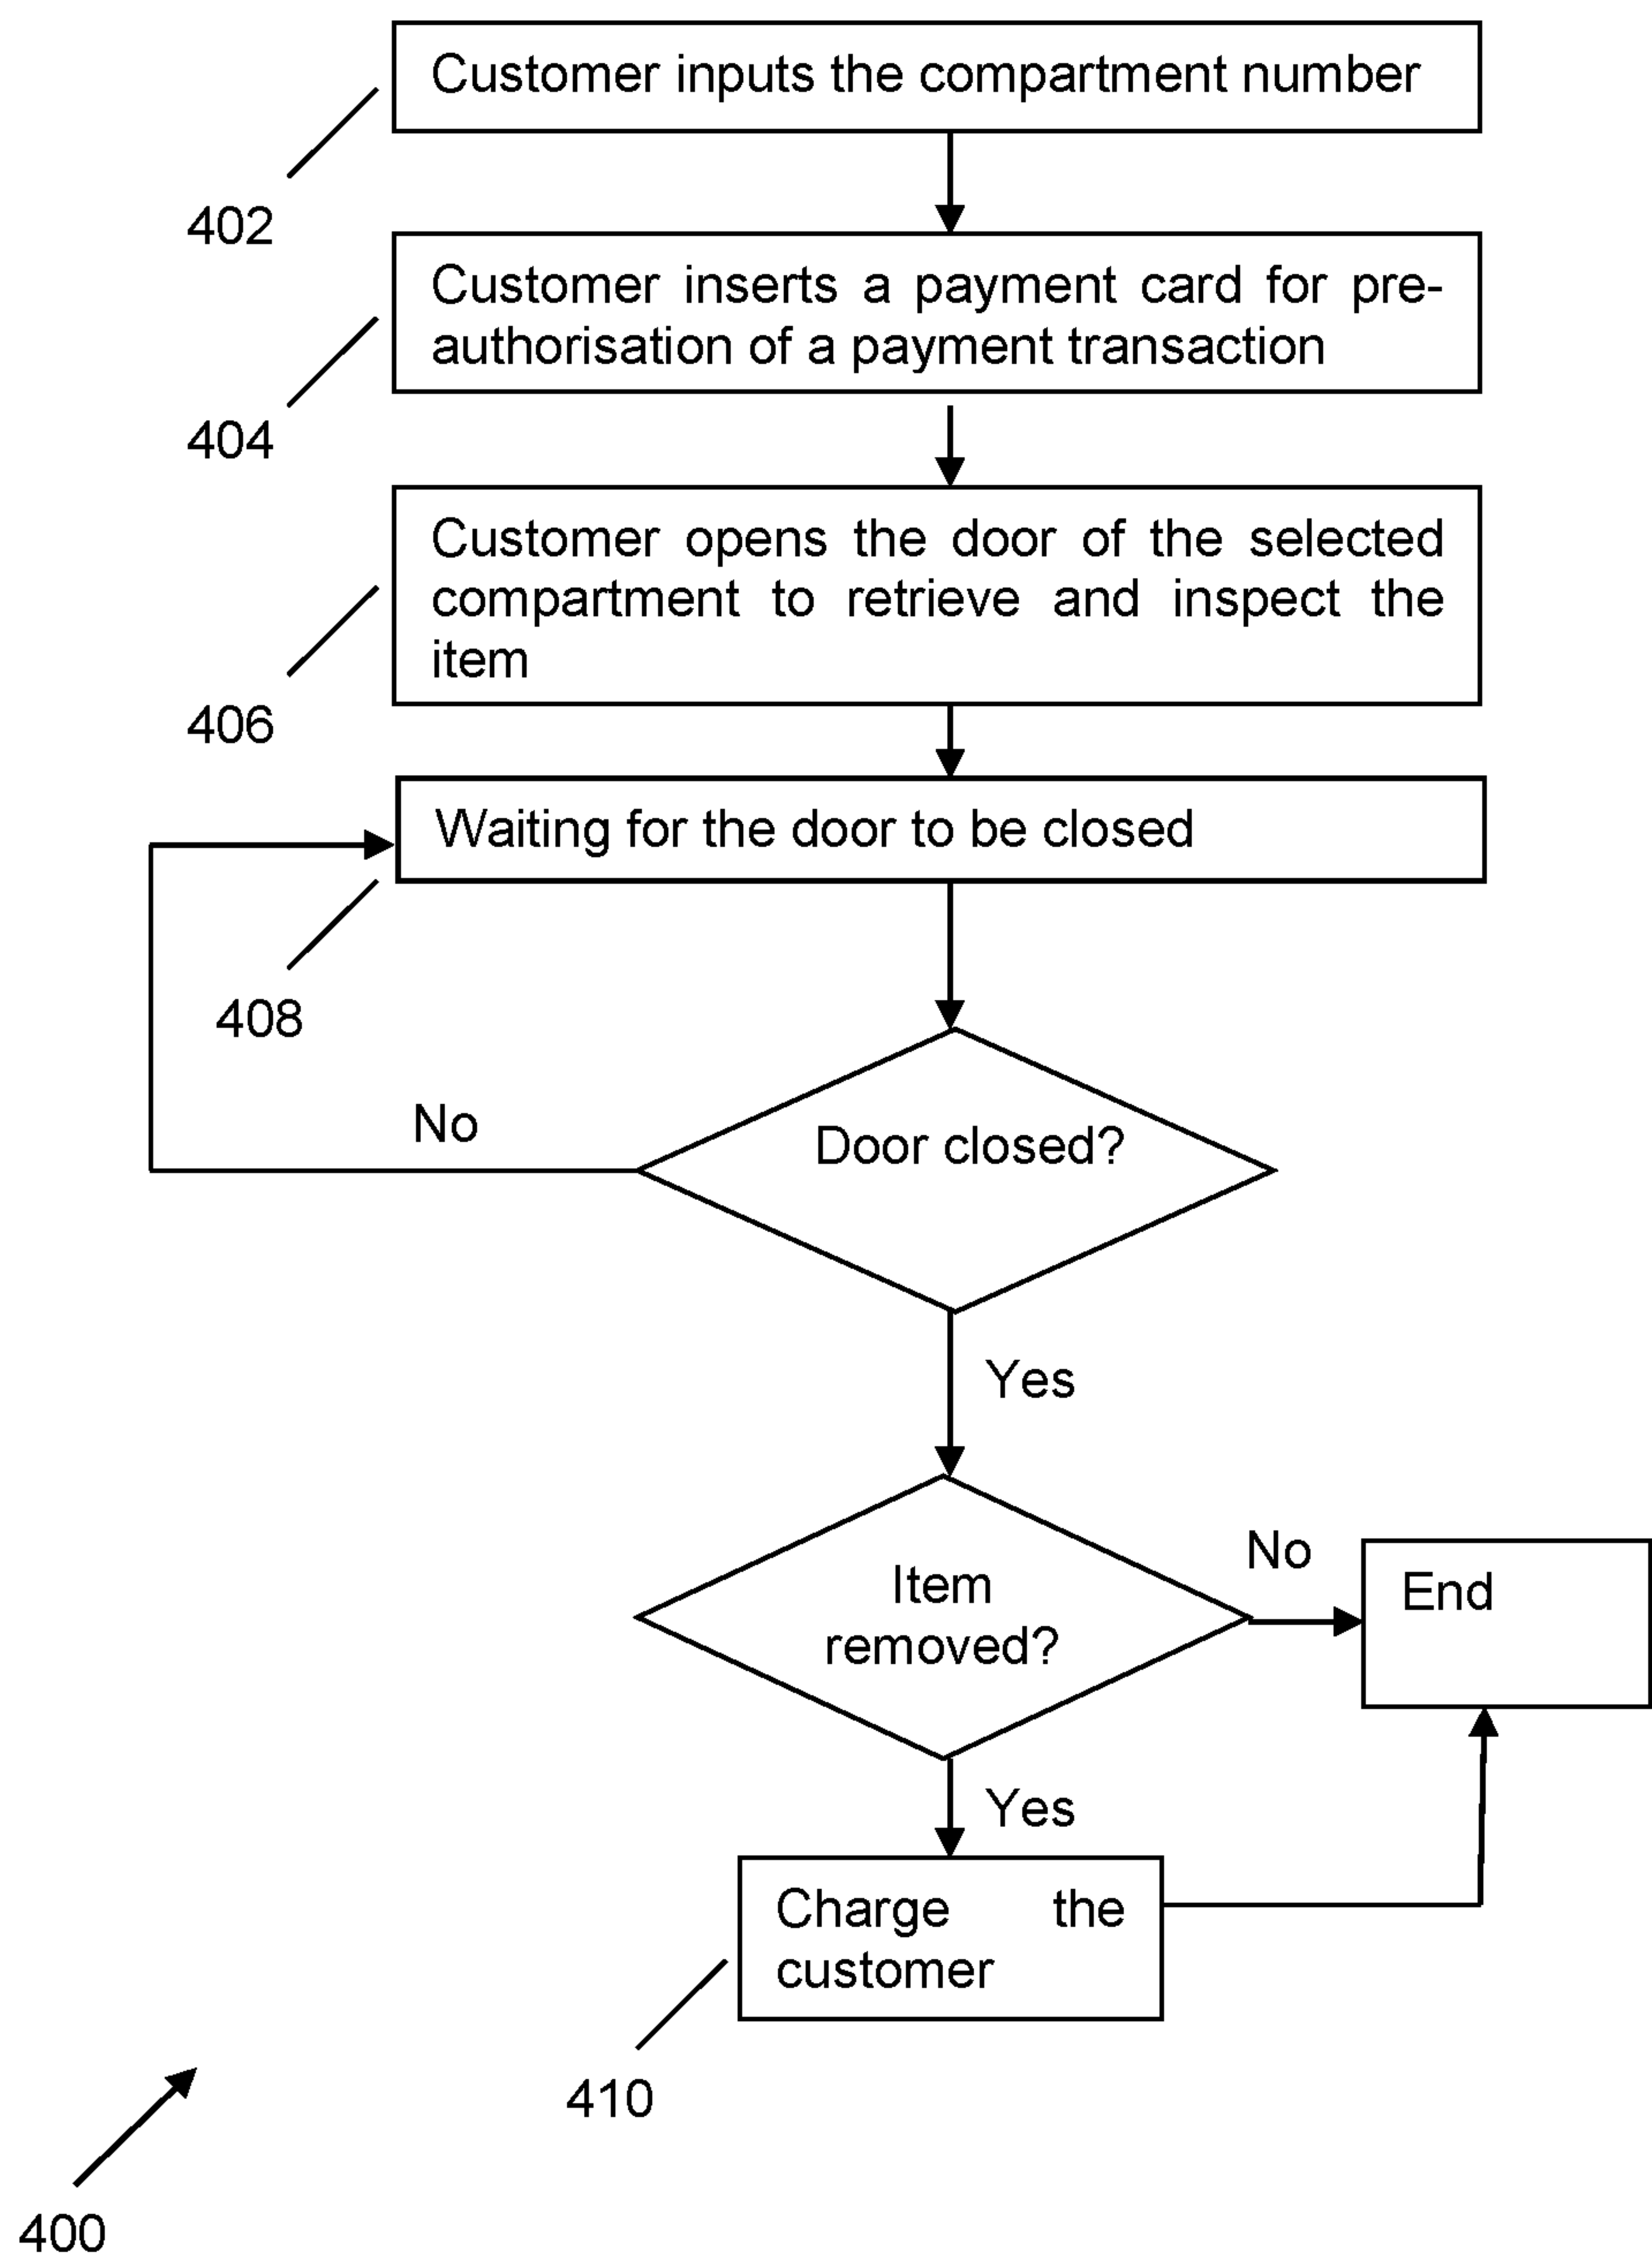 Customer inputs the compartment number
402
Customer inserts a payment card for pre-
authorisation of a payment transaction
404
Customer opens the door of the selected
compartment to retrieve and inspect the
item
406
Waiting for the door to be closed
408
No
Door closed?
Yes
Item
removed?
No
End
Yes
Charge the
customer
410
400